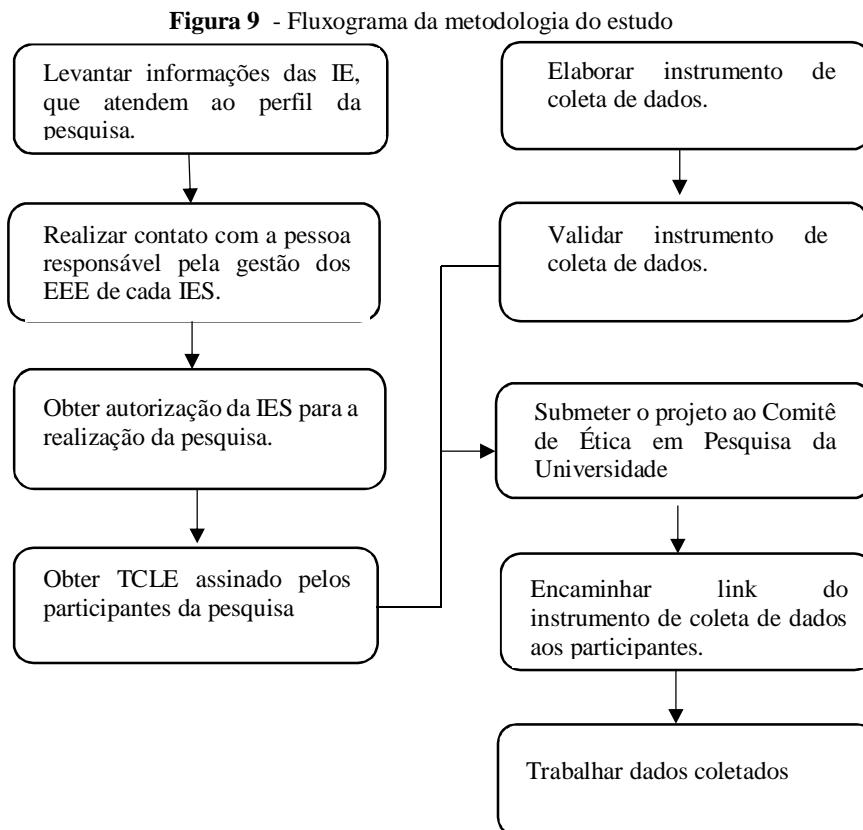 Figura 9 - Fluxograma da metodologia do estudo
Levantar informações das IE,
que atendem ao perfil da
pesquisa.
Realizar contato com a pessoa
responsável pela gestão dos
EEE de cada IES.
Obter autorização da IES para a
realização da pesquisa.
Obter TCLE assinado pelos
participantes da pesquisa
Elaborar instrumento de
coleta de dados.
Validar instrumento de
coleta de dados.
Submeter o projeto ao Comitê
de Ética em Pesquisa da
Universidade
Encaminhar link do
instrumento de coleta de dados
aos participantes.
Trabalhar dados coletados